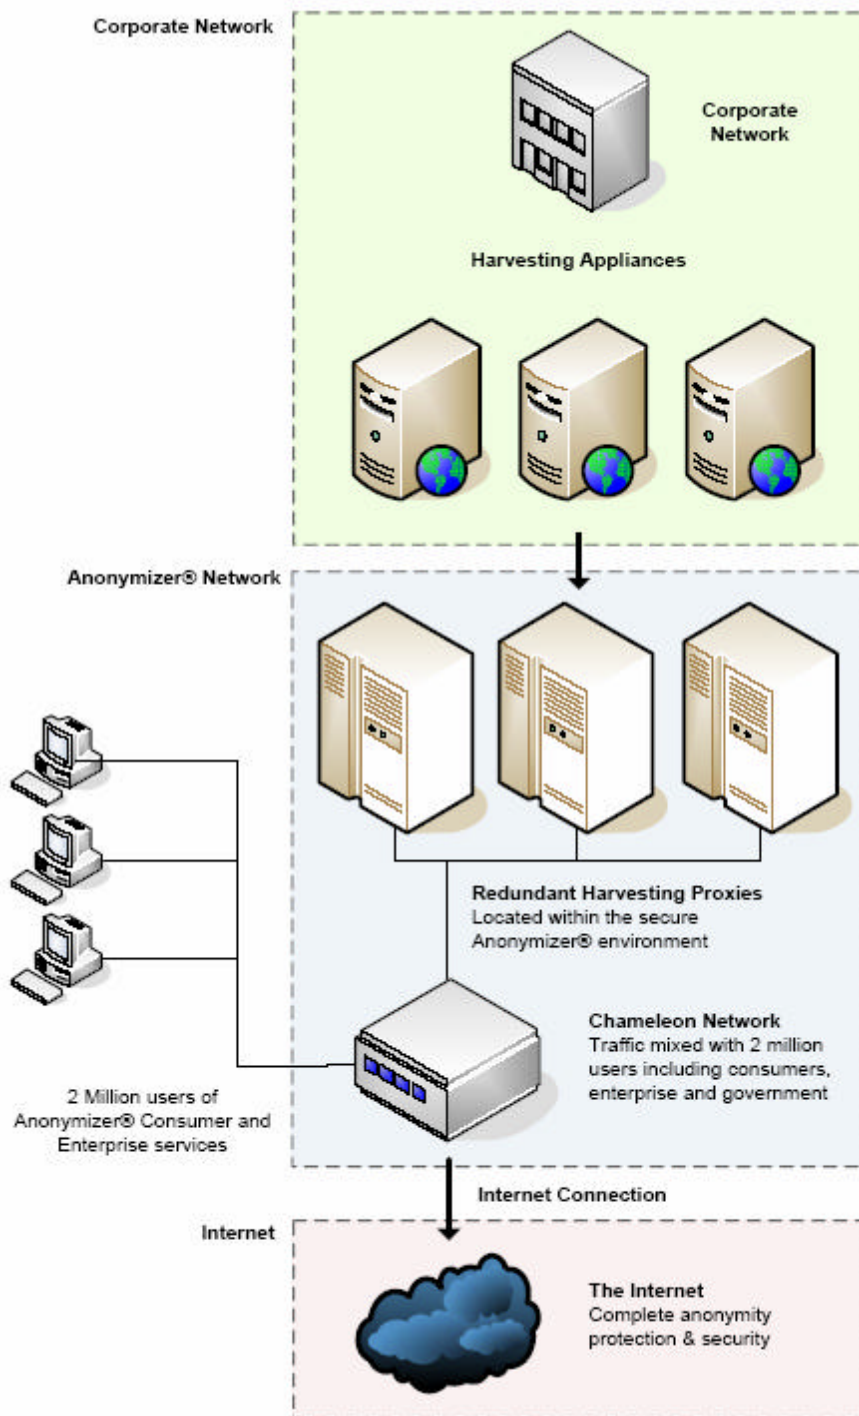 Corporate Network
Corporate
Network
Harvesting Appliances
Anonymizer® Network
Redundant Harvesting Proxies
Located within the secure
Anonymizer® environment
Chameleon Network
Traffic mixed with 2 million
users including consumers,
enterprise and government
2 Million users of
Anonymizer® Consumer and
Enterprise services
Internet Connection
Internet
The Internet
Complete anonymity
protection & security